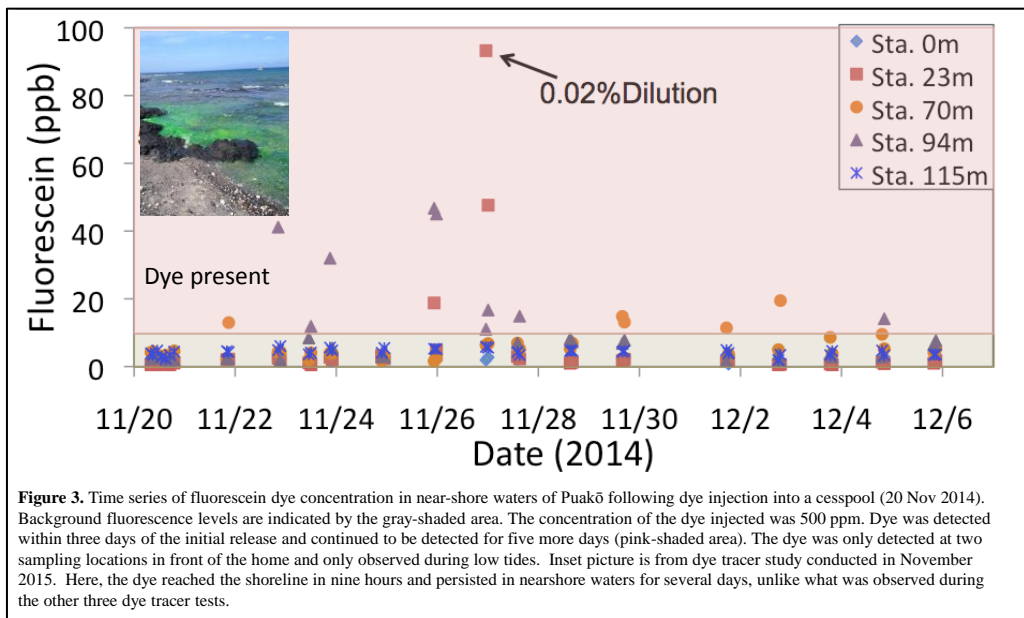 100
80
60
40
20
0
Fluorescein (ppb)
0.02%Dilution
Dye present
Sta. 0m
Sta. 23m
Sta. 70m
Sta. 94m
Sta. 115m
11/20 11/22 11/24 11/26 11/28 11/30 12/2 12/4 12/6
Date (2014)
Figure 3. Time series of fluorescein dye concentration in near-shore waters of Puakō following dye injection into a cesspool (20 Nov 2014).
Background fluorescence levels are indicated by the gray-shaded area. The concentration of the dye injected was 500 ppm. Dye was detected
within three days of the initial release and continued to be detected for five more days (pink-shaded area). The dye was only detected at two
sampling locations in front of the home and only observed during low tides.  Inset picture is from dye tracer study conducted in November
2015.  Here, the dye reached the shoreline in nine hours and persisted in nearshore waters for several days, unlike what was observed during
the other three dye tracer tests.